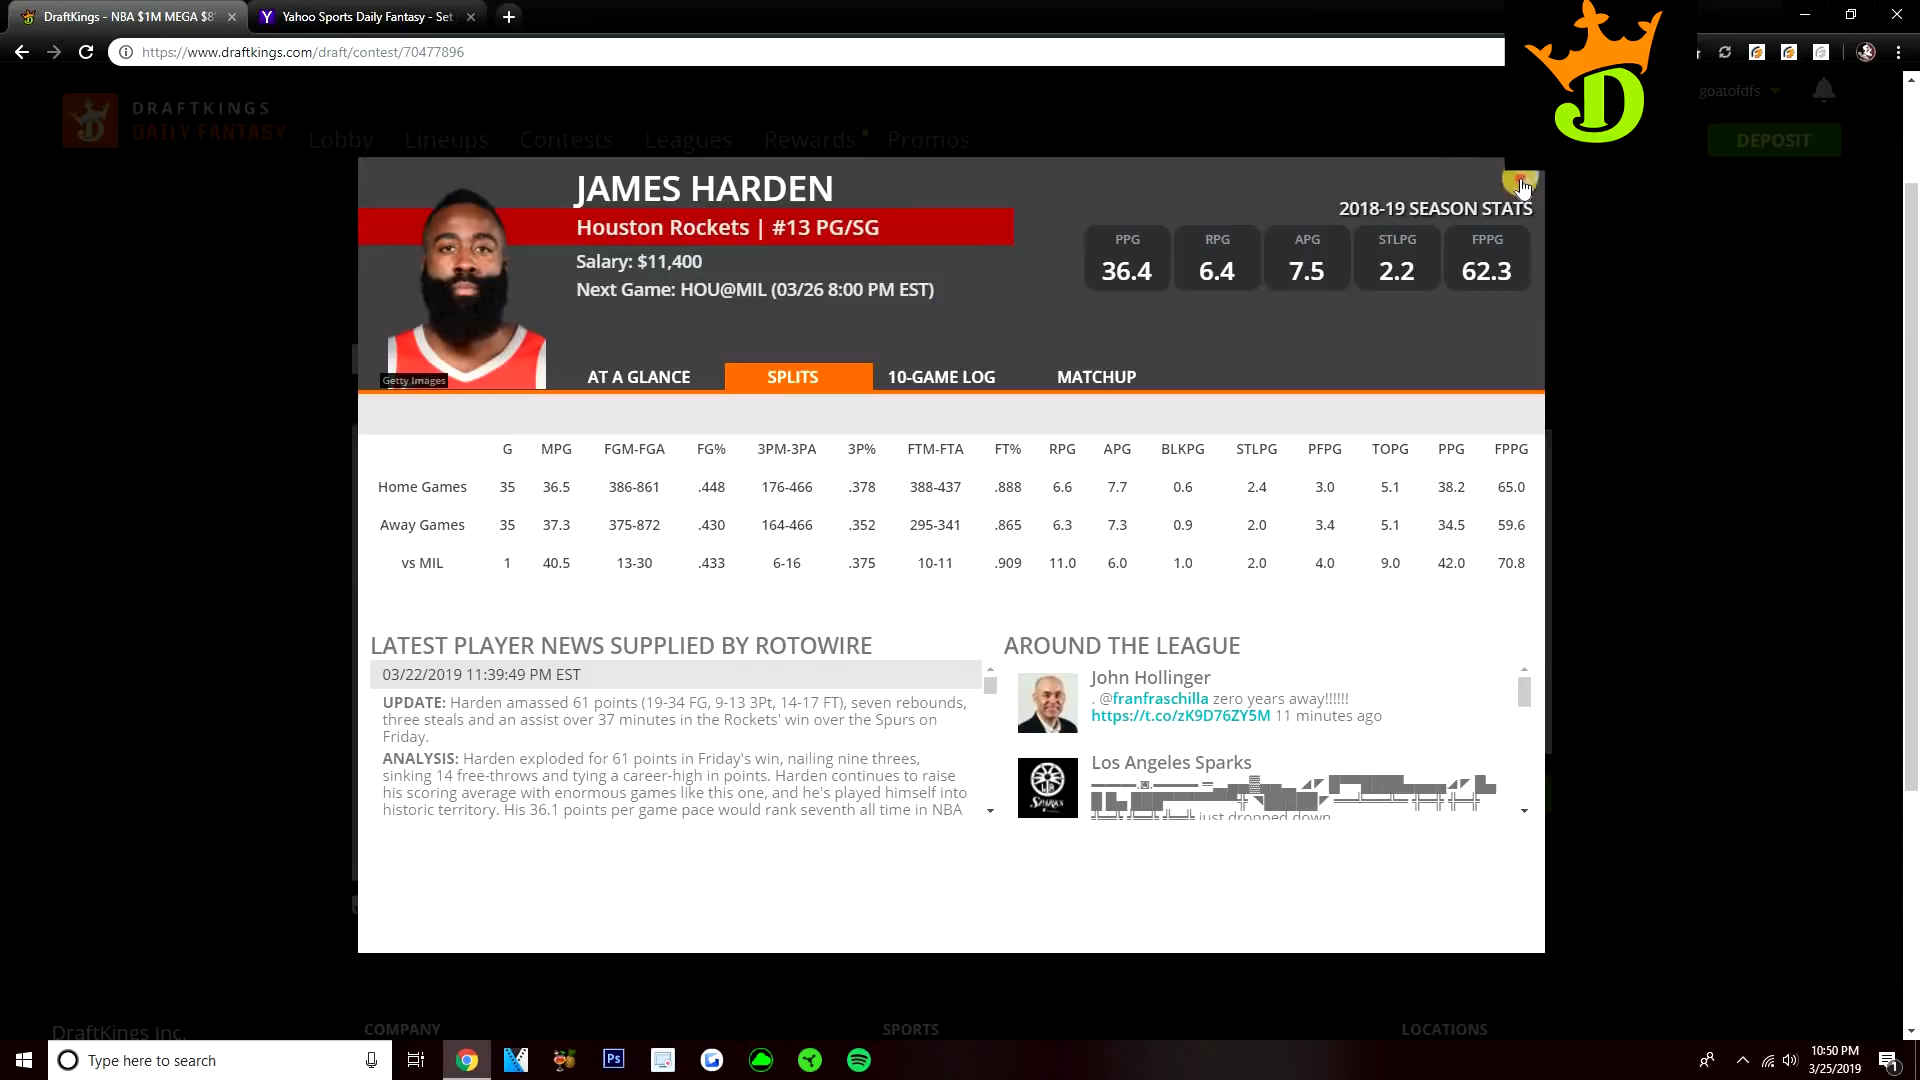 DraftKings - NBA $1M MEGA $8
Yahoo Sports Daily Fantasy - Set
https://www.draftkings.com/draft/contest/70477896
DRAFTKINGS
DAILY FANTASY
Lobby Lineups Contests Leagues Rewards Promos
goatofdfs
DEPOSIT
D
JAMES HARDEN
Houston Rockets | #13 PG/SG
Salary: $11,400
Next Game: HOU@MIL (03/26 8:00 PM EST)
2018-19 SEASON STATS
PPG RPG APG STLPG FPPG
36.4 6.4 7.5 2.2 62.3
Getty Images
AT A GLANCE SPLITS 10-GAME LOG MATCHUP
G MPG FGM-FGA FG% 3PM-3PA 3P% FTM-FTA FT% RPG APG BLKPG STLPG PFPG TOPG PPG FPPG
Home Games 35 36.5 386-861 .448 176-466 .378 388-437 .888 6.6 7.7 0.6 2.4 3.0 5.1 38.2 65.0
Away Games 35 37.3 375-872 .430 164-466 .352 295-341 .865 6.3 7.3 0.9 2.0 3.4 5.1 34.5 59.6
vs MIL 1 40.5 13-30 .433 6-16 .375 10-11 .909 11.0 6.0 1.0 2.0 4.0 9.0 42.0 70.8
LATEST PLAYER NEWS SUPPLIED BY ROTOWIRE
03/22/2019 11:39:49 PM EST
UPDATE: Harden amassed 61 points (19-34 FG, 9-13 3Pt, 14-17 FT), seven rebounds,
three steals and an assist over 37 minutes in the Rockets' win over the Spurs on
Friday.
ANALYSIS: Harden exploded for 61 points in Friday's win, nailing nine threes,
sinking 14 free-throws and tying a career-high in points. Harden continues to raise
his scoring average with enormous games like this one, and he's played himself into
historic territory. His 36.1 points per game pace would rank seventh all time in NBA
AROUND THE LEAGUE
John Hollinger
. @franfraschilla zero years away!!!!!!
https://t.co/zK9D76ZY5M 11 minutes ago
Los Angeles Sparks
SPARKS
just dropped down
DraftKings Inc.
COMPANY SPORTS LOCATIONS
Type here to search
Ps
10:50 PM
3/25/2019
1